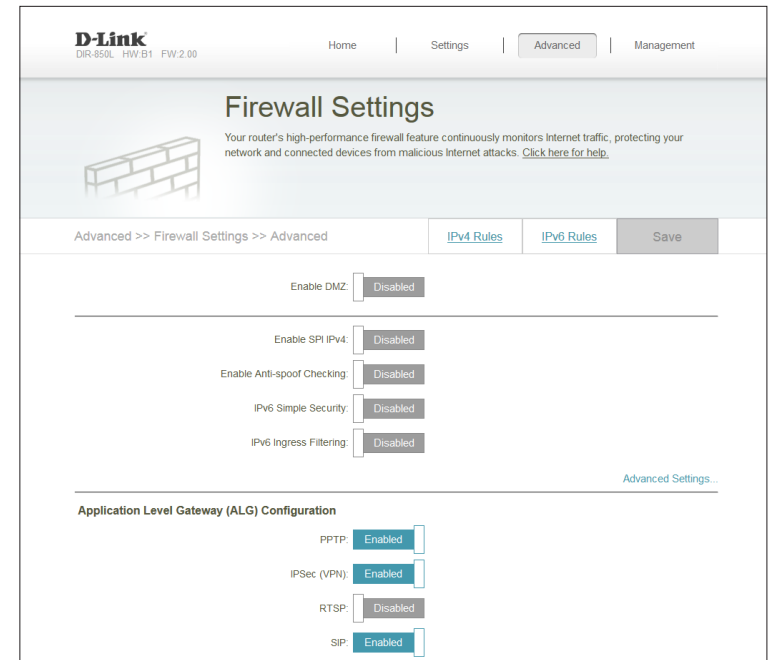 D-Link
DIR-850L HW:B1 FW:2.00
Home
Settings
Advanced
Management
Firewall Settings
Your router's high-performance firewall feature continuously monitors Internet traffic, protecting your
network and connected devices from malicious Internet attacks. Click here for help.
Advanced >> Firewall Settings >> Advanced
IPv4 Rules
IPv6 Rules
Save
Enable DMZ: Disabled
Enable SPI IPv4: Disabled
Enable Anti-spoof Checking: Disabled
IPv6 Simple Security: Disabled
IPv6 Ingress Filtering: Disabled
Advanced Settings...
Application Level Gateway (ALG) Configuration
PPTP: Enabled
IPSec (VPN): Enabled
RTSP: Disabled
SIP: Enabled